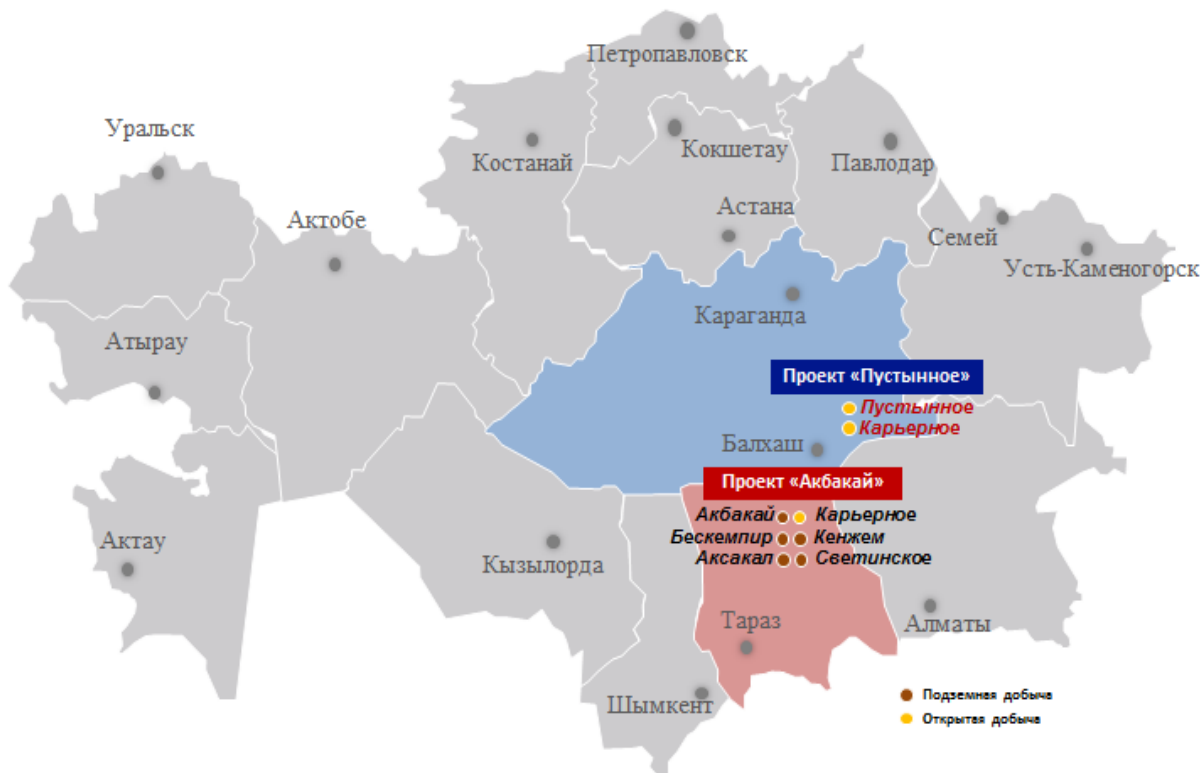 Петропавловск
Уральск
Костанай
Кокшетау
Павлодар
Астана
Актобе
Семей
Усть-Каменогорск
Караганда
Атырау
Проект «Пустынное»
Пустынное
Карьерное
Балхаш
Проект «Акбакай»
Акбакай Карьерное
Бескемпир Кенжем
Аксакал Светинское
Актау
Кызылорда
Тараз
Алматы
Шымкент
Подземная добыча
Открытая добыча